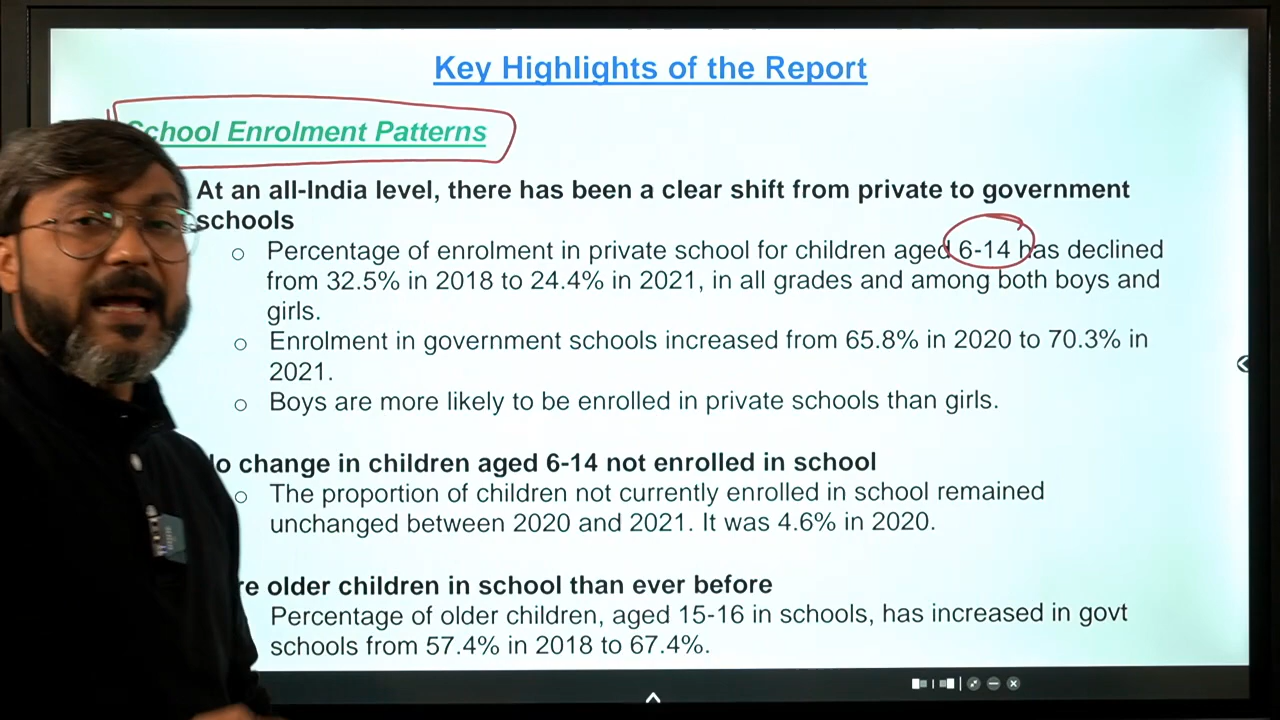 Key Highlights of the Report
School Enrolment Patterns
At an all-India level, there has been a clear shift from private to government
schools
○ Percentage of enrolment in private school for children aged 6-14 has declined
from 32.5% in 2018 to 24.4% in 2021, in all grades and among both boys and
girls.
○ Enrolment in government schools increased from 65.8% in 2020 to 70.3% in
2021.
○ Boys are more likely to be enrolled in private schools than girls.
change in children aged 6-14 not enrolled in school
○ The proportion of children not currently enrolled in school remained
unchanged between 2020 and 2021. It was 4.6% in 2020.
older children in school than ever before
Percentage of older children, aged 15-16 in schools, has increased in govt
schools from 57.4% in 2018 to 67.4%.